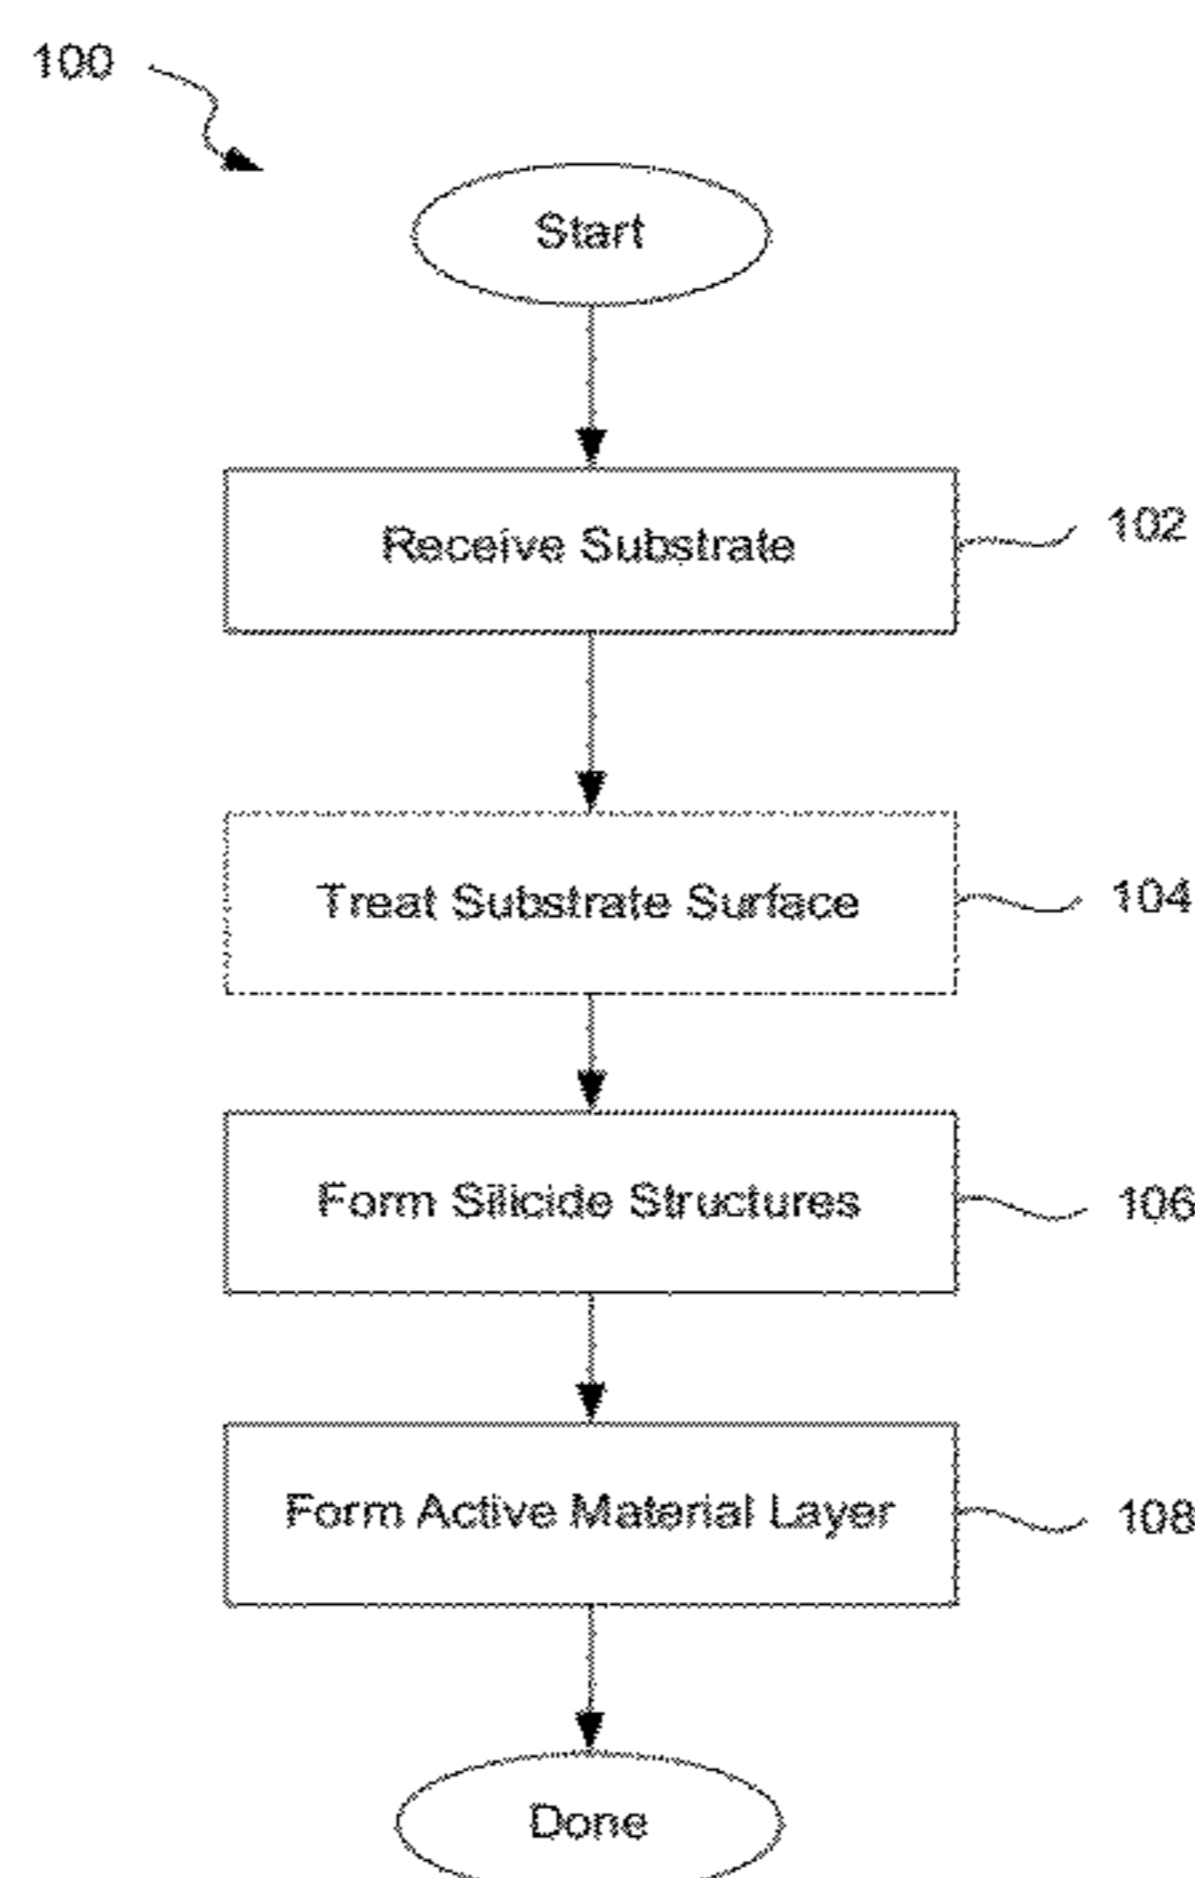 100
Start
Receive Substrate
102
Treat Substrate Surface
104
Form Silicide Structures
106
Form Active Material Layer
108
Done